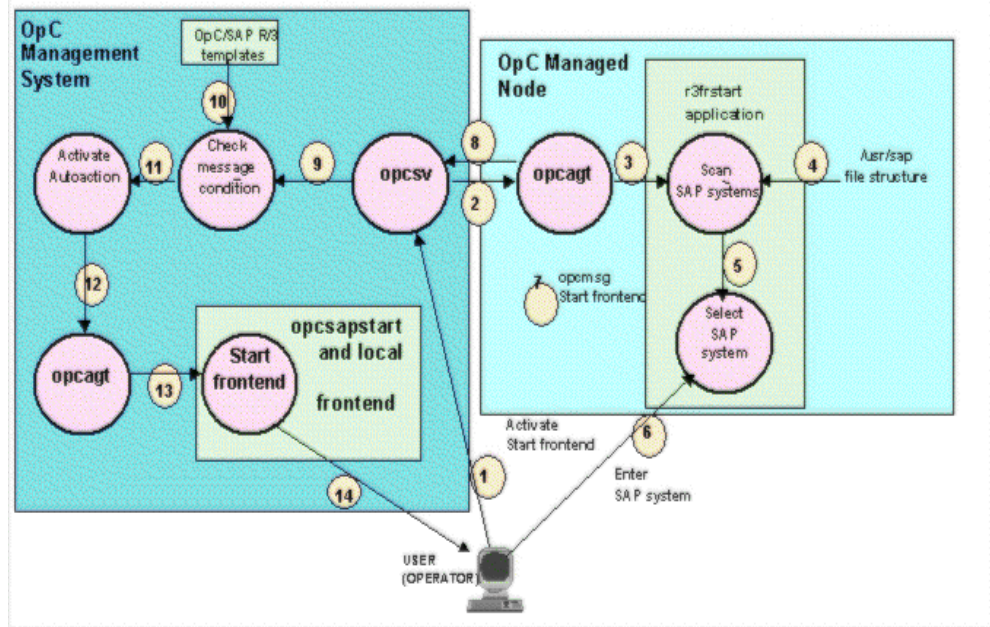 OpC
Management
System
OpC/SAP R/3
templates
10
Activate
Autoaction
11
Check
message
condition
9
opcsv
8
2
12
opcagt
13
Start
frontend
opcsapstart
and local
frontend
14
OpC Managed
Node
r3frstart
application
opcagt
3
Scan
SAP systems
4
/usr/sap
file structure
5
7
opcmsg
Start frontend
Select
SAP
system
1
Activate
Start frontend
6
Enter
SAP system
USER
(OPERATOR)